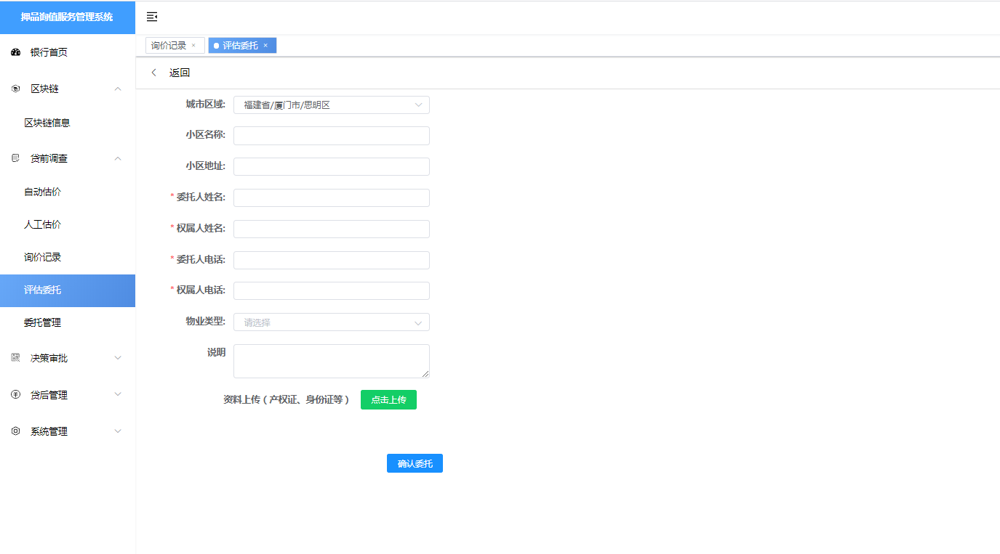 押品询值服务管理系统
银行首页
区块链
区块链信息
贷前调查
自动估价
人工估价
询价记录
评估委托
委托管理
决策审批
贷后管理
系统管理
询价记录 × 评估委托 ×
返回
城市区域: 福建省/厦门市/思明区
小区名称:
小区地址:
* 委托人姓名:
* 权属人姓名:
* 委托人电话:
* 权属人电话:
物业类型: 请选择
说明
资料上传（产权证、身份证等） 点击上传
确认委托